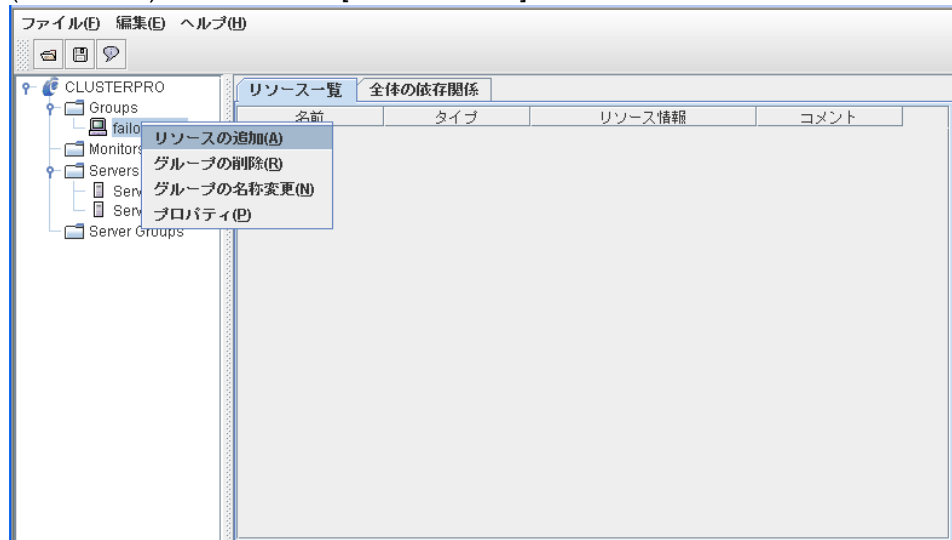 ファイル(F) 編集(E) ヘルプ(H)
CLUSTERPRO
Groups
failo
Monitors
Servers
Serv
Serv
Server Groups
リソースの追加(A)
グループの削除(R)
グループの名称変更(N)
プロパティ(P)
リソース一覧 全体の依存関係
名前 タイプ リソース情報 コメント